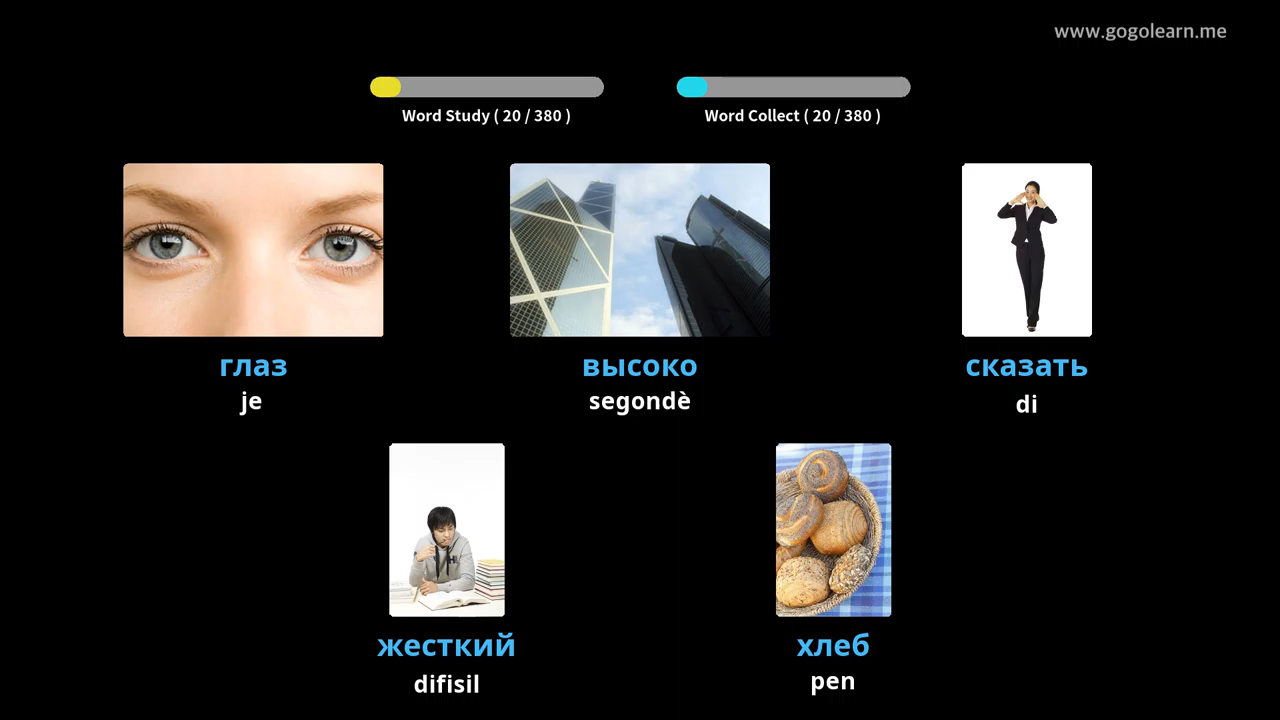 www.gogolearn.me
Word Study ( 20 / 380 )
Word Collect ( 20 / 380 )
глаз
je
высоко
segondè
сказать
di
жесткий
difisil
хлеб
pen